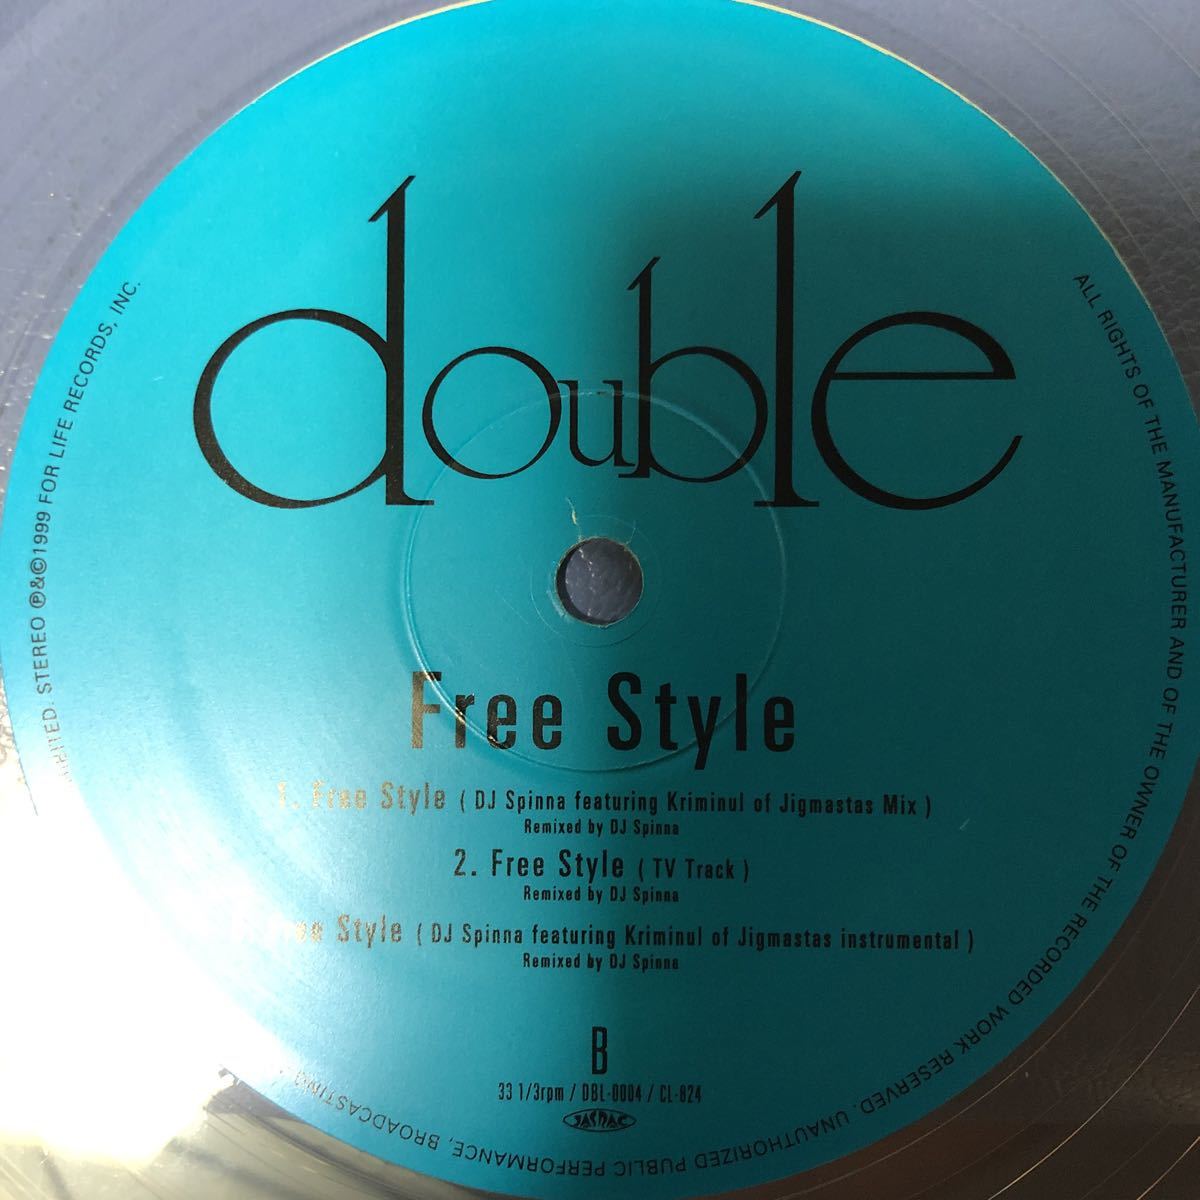 double
Free Style
1. Free Style ( DJ Spinna featuring Kriminul of Jigmastas Mix )
Remixed by DJ Spinna
2. Free Style ( TV Track )
Remixed by DJ Spinna
Free Style ( DJ Spinna featuring Kriminul of Jigmastas instrumental )
Remixed by DJ Spinna
B
33 1/3rpm / DBL-0004 / CL-824
JASRAC
ALL RIGHTS OF THE MANUFACTURER AND OF THE OWNER OF THE RECORDED WORK RESERVED. UNAUTHORIZED PUBLIC PERFORMANCE, BROADCASTING
STEREO ℗&©1999 FOR LIFE RECORDS, INC.